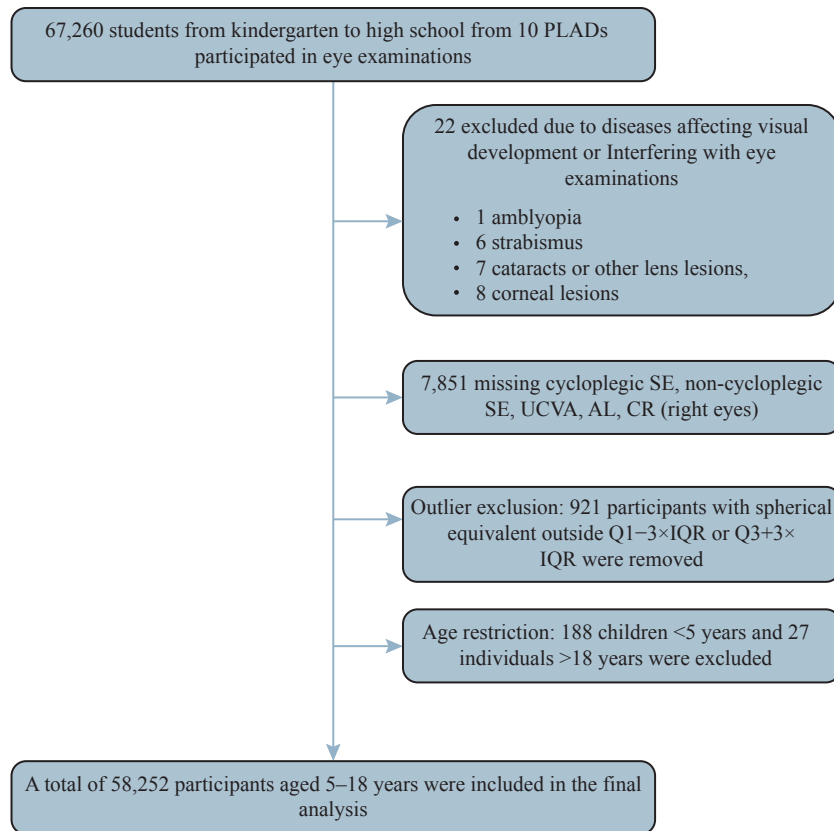 67,260 students from kindergarten to high school from 10 PLADs
participated in eye examinations
22 excluded due to diseases affecting visual
development or Interfering with eye
examinations
• 1 amblyopia
• 6 strabismus
• 7 cataracts or other lens lesions,
• 8 corneal lesions
7,851 missing cycloplegic SE, non-cycloplegic
SE, UCVA, AL, CR (right eyes)
Outlier exclusion: 921 participants with spherical
equivalent outside Q1−3×IQR or Q3+3×
IQR were removed
Age restriction: 188 children <5 years and 27
individuals >18 years were excluded
A total of 58,252 participants aged 5–18 years were included in the final
analysis